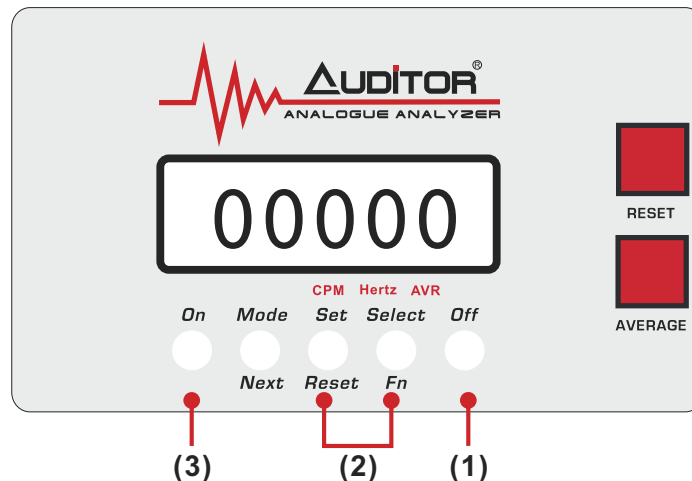 AUDITOR®
ANALOGUE ANALYZER
00000
RESET
CPM Hertz AVR
On Mode Set Select Off
AVERAGE
Next Reset Fn
(3) (2) (1)